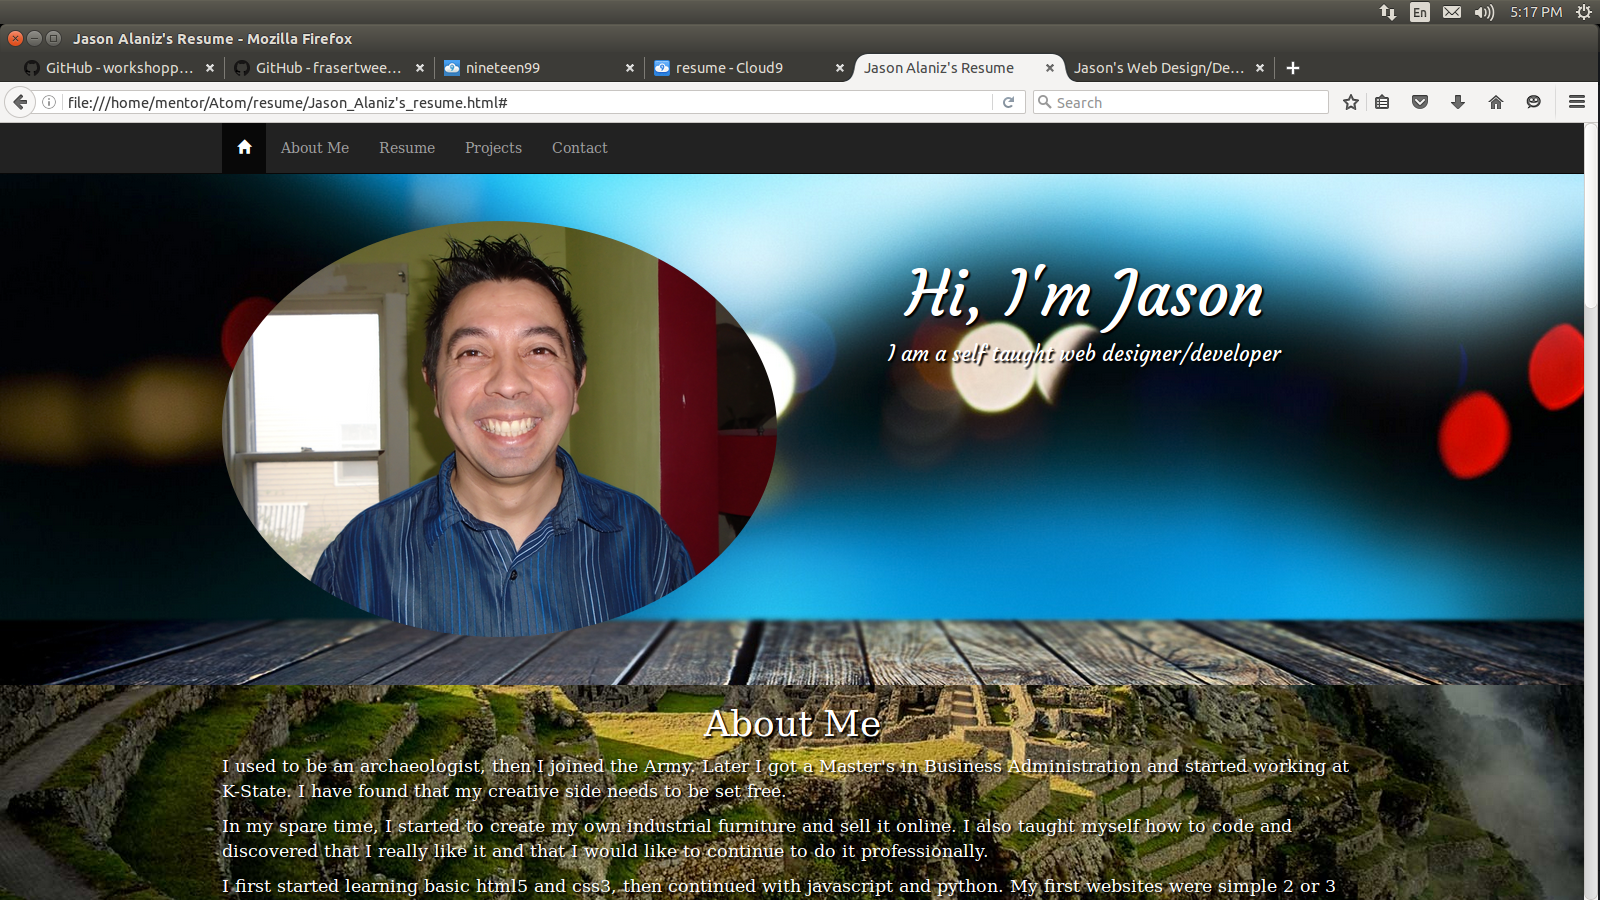 En
5:17 PM
Jason Alaniz's Resume - Mozilla Firefox
GitHub - workshopp...
GitHub - frasertwee...
nineteen99
resume - Cloud9
Jason Alaniz's Resume
Jason's Web Design/De...
file:///home/mentor/Atom/resume/Jason_Alaniz's_resume.html#
Search
About Me
Resume
Projects
Contact
Hi, I'm Jason
I am a self taught web designer/developer
About Me
I used to be an archaeologist, then I joined the Army. Later I got a Master's in Business Administration and started working at
K-State. I have found that my creative side needs to be set free.
In my spare time, I started to create my own industrial furniture and sell it online. I also taught myself how to code and
discovered that I really like it and that I would like to continue to do it professionally.
I first started learning basic html5 and css3, then continued with javascript and python. My first websites were simple 2 or 3